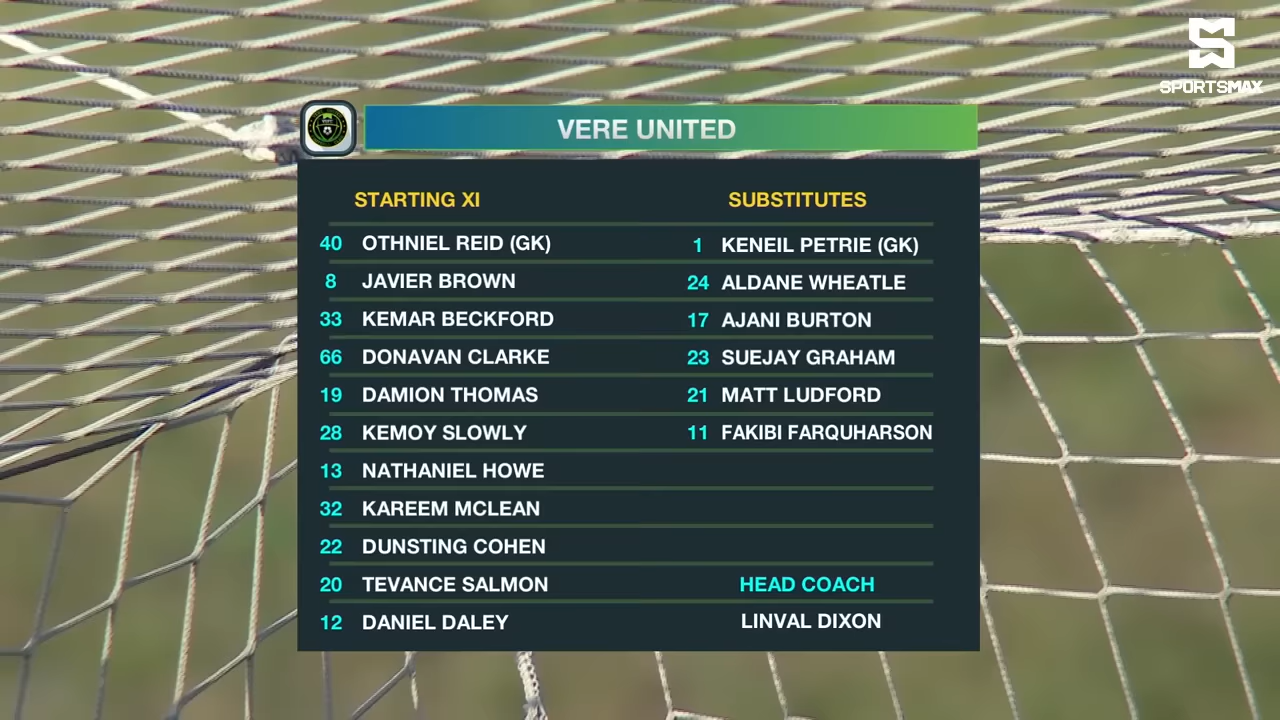 SPORTSMAX
VERE UNITED
STARTING XI
40 OTHNIEL REID (GK)
8 JAVIER BROWN
33 KEMAR BECKFORD
66 DONAVAN CLARKE
19 DAMION THOMAS
28 KEMOY SLOWLY
13 NATHANIEL HOWE
32 KAREEM MCLEAN
22 DUNSTING COHEN
20 TEVANCE SALMON
12 DANIEL DALEY
SUBSTITUTES
1 KENEIL PETRIE (GK)
24 ALDANE WHEATLE
17 AJANI BURTON
23 SUEJAY GRAHAM
21 MATT LUDFORD
11 FAKIBI FARQUHARSON
HEAD COACH
LINVAL DIXON